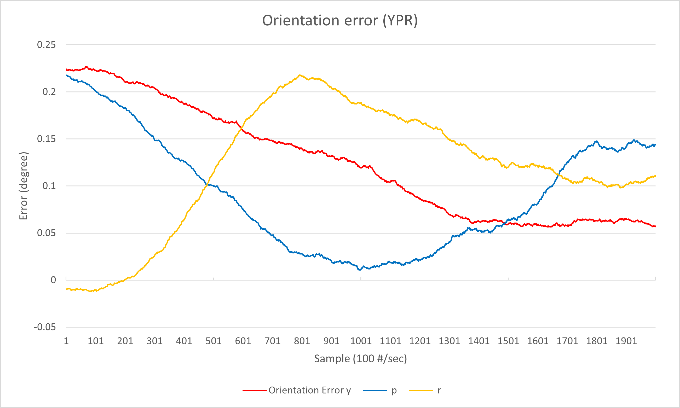 Orientation error (YPR)
0.25
0.2
0.15
0.1
0.05
0
-0.05
Error (degree)
1 101 201 301 401 501 601 701 801 901 1001 1101 1201 1301 1401 1501 1601 1701 1801 1901
Sample (100 #/sec)
Orientation Error y p r